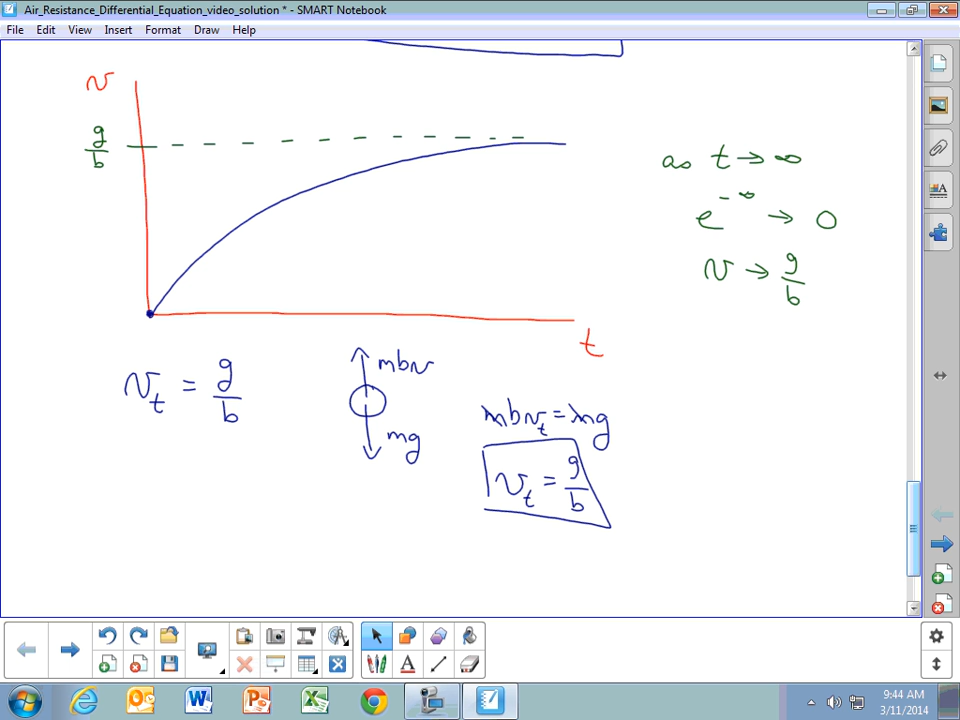 Air_Resistance_Differential_Equation_video_solution * - SMART Notebook
File Edit View Insert Format Draw Help
v
g/b
as t → ∞
e^-∞ → 0
v → g/b
t
v_t = g/b
mbv
mg
mbv_t = mg
v_t = g/b
9:44 AM
3/11/2014